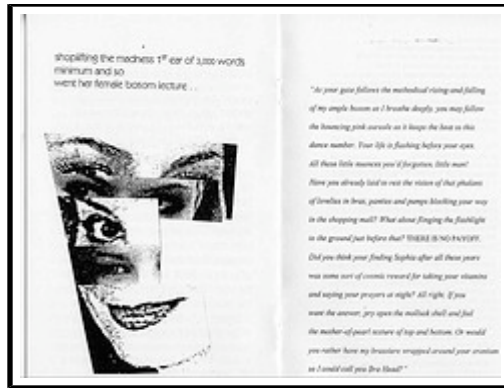 shoplifting the madness 1st ear of 2,000 words
minimum and so
went her female bosom lecture . .
"As your gaze follows the methodical rising and falling
of my ample bosom as I breathe deeply, you may follow
the bouncing pink areole as it keeps the beat to this
dance number. Your life is flashing before your eyes.
All those little nuances you'd forgotten, little man!
Have you already laid to rest the vision of that phalanx
of lovelies in bras, panties and pumps blocking your way
in the shopping mall? What about flinging the flashlight
to the ground just before that? THERE IS NO PAYOFF.
Did you think your finding Sophia after all these years
was some sort of cosmic reward for taking your vitamins
and saying your prayers at night? All right. If you
want the answer, pry open the mollusk shell and feel
the mother-of-pearl texture of top and bottom. Or would
you rather have my brassiere wrapped around your cranium
so I could call you Bra Head?"